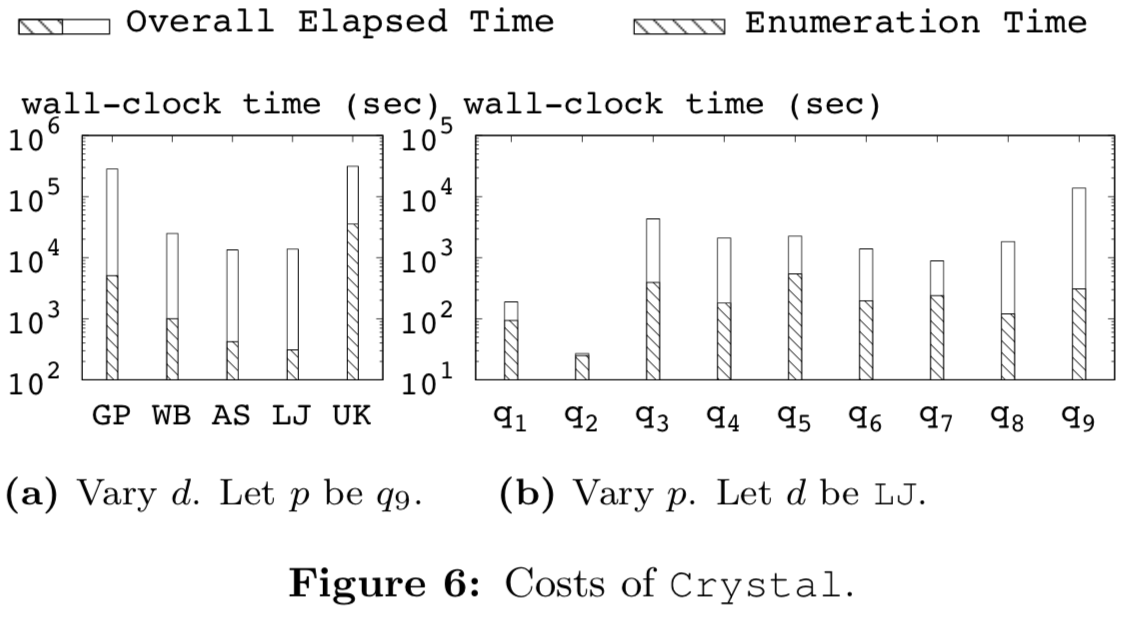 Overall Elapsed Time Enumeration Time
wall-clock time (sec) wall-clock time (sec)
10^6 10^5
10^5 10^4
10^4 10^3
10^3 10^2
10^2 10^1
GP WB AS LJ UK q1 q2 q3 q4 q5 q6 q7 q8 q9
(a) Vary d. Let p be q9. (b) Vary p. Let d be LJ.
Figure 6: Costs of Crystal.